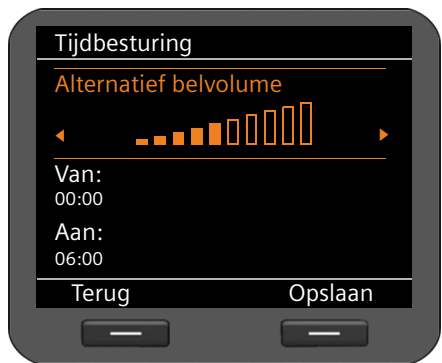 Tijdbesturing
Alternatief belvolume
Van:
00:00
Aan:
06:00
Terug Opslaan